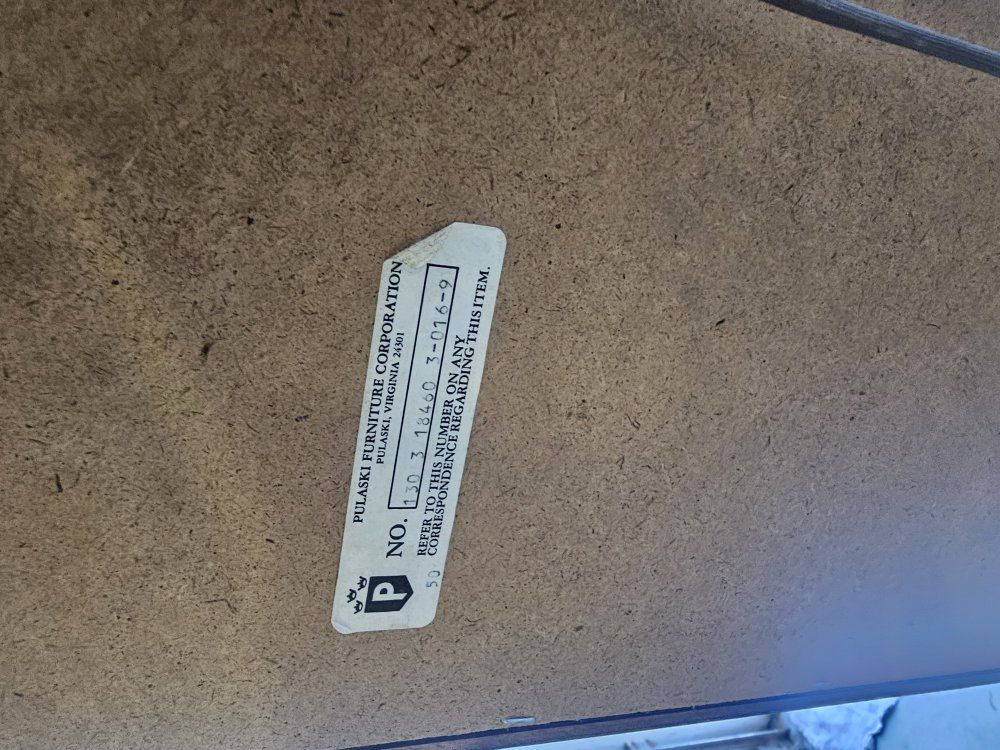 PULASKI FURNITURE CORPORATION
PULASKI, VIRGINIA 24301
P NO. 130 3 18460 3-016-9
REFER TO THIS NUMBER ON ANY
50 CORRESPONDENCE REGARDING THIS ITEM.